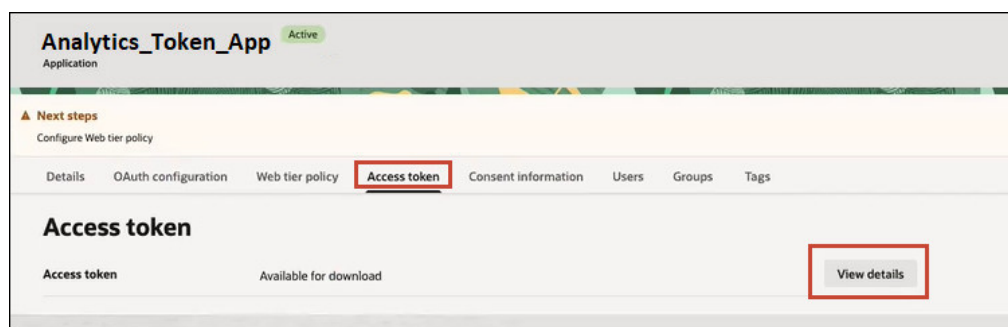 Analytics_Token_App Active
Application
Next steps
Configure Web tier policy
Details OAuth configuration Web tier policy Access token Consent information Users Groups Tags
Access token
Access token Available for download View details